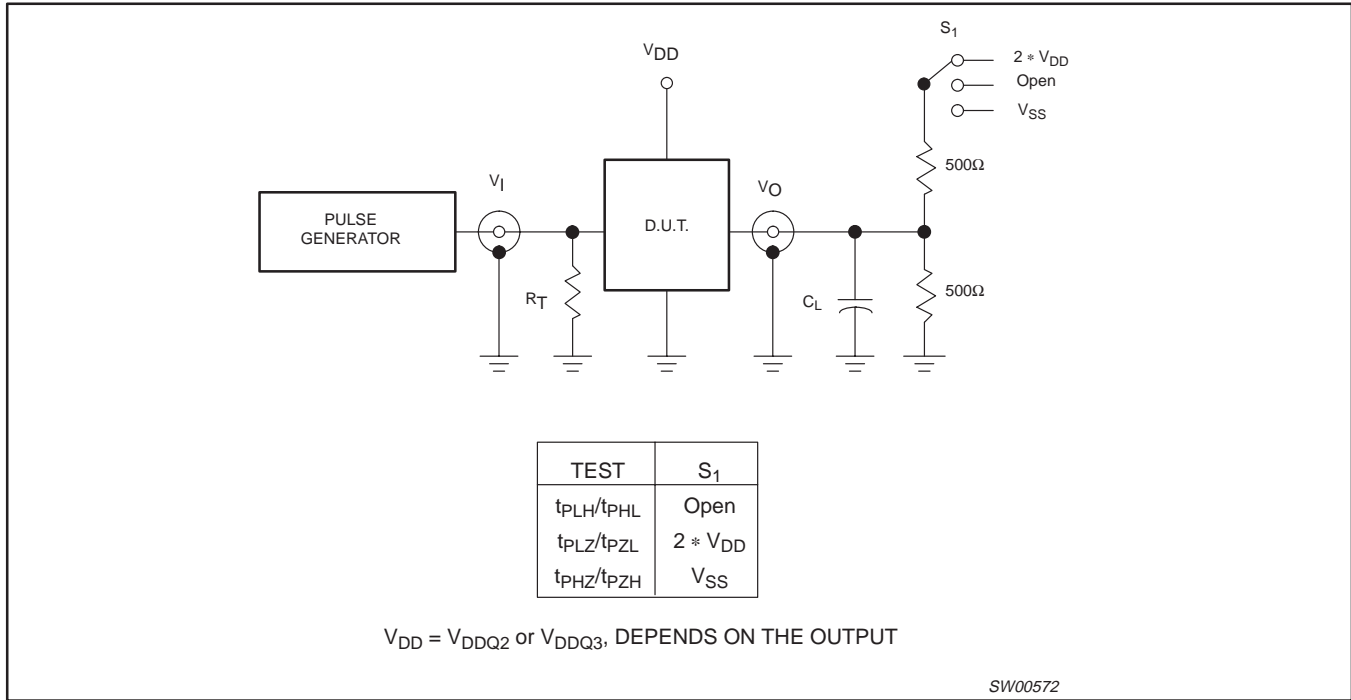 S1
VDD
2 * VDD
Open
VSS
500Ω
VI
VO
PULSE
GENERATOR
D.U.T.
RT
CL
500Ω
TEST S1
tPLH/tPHL Open
tPLZ/tPZL 2 * VDD
tPHZ/tPZH VSS
VDD = VDDQ2 or VDDQ3, DEPENDS ON THE OUTPUT
SW00572